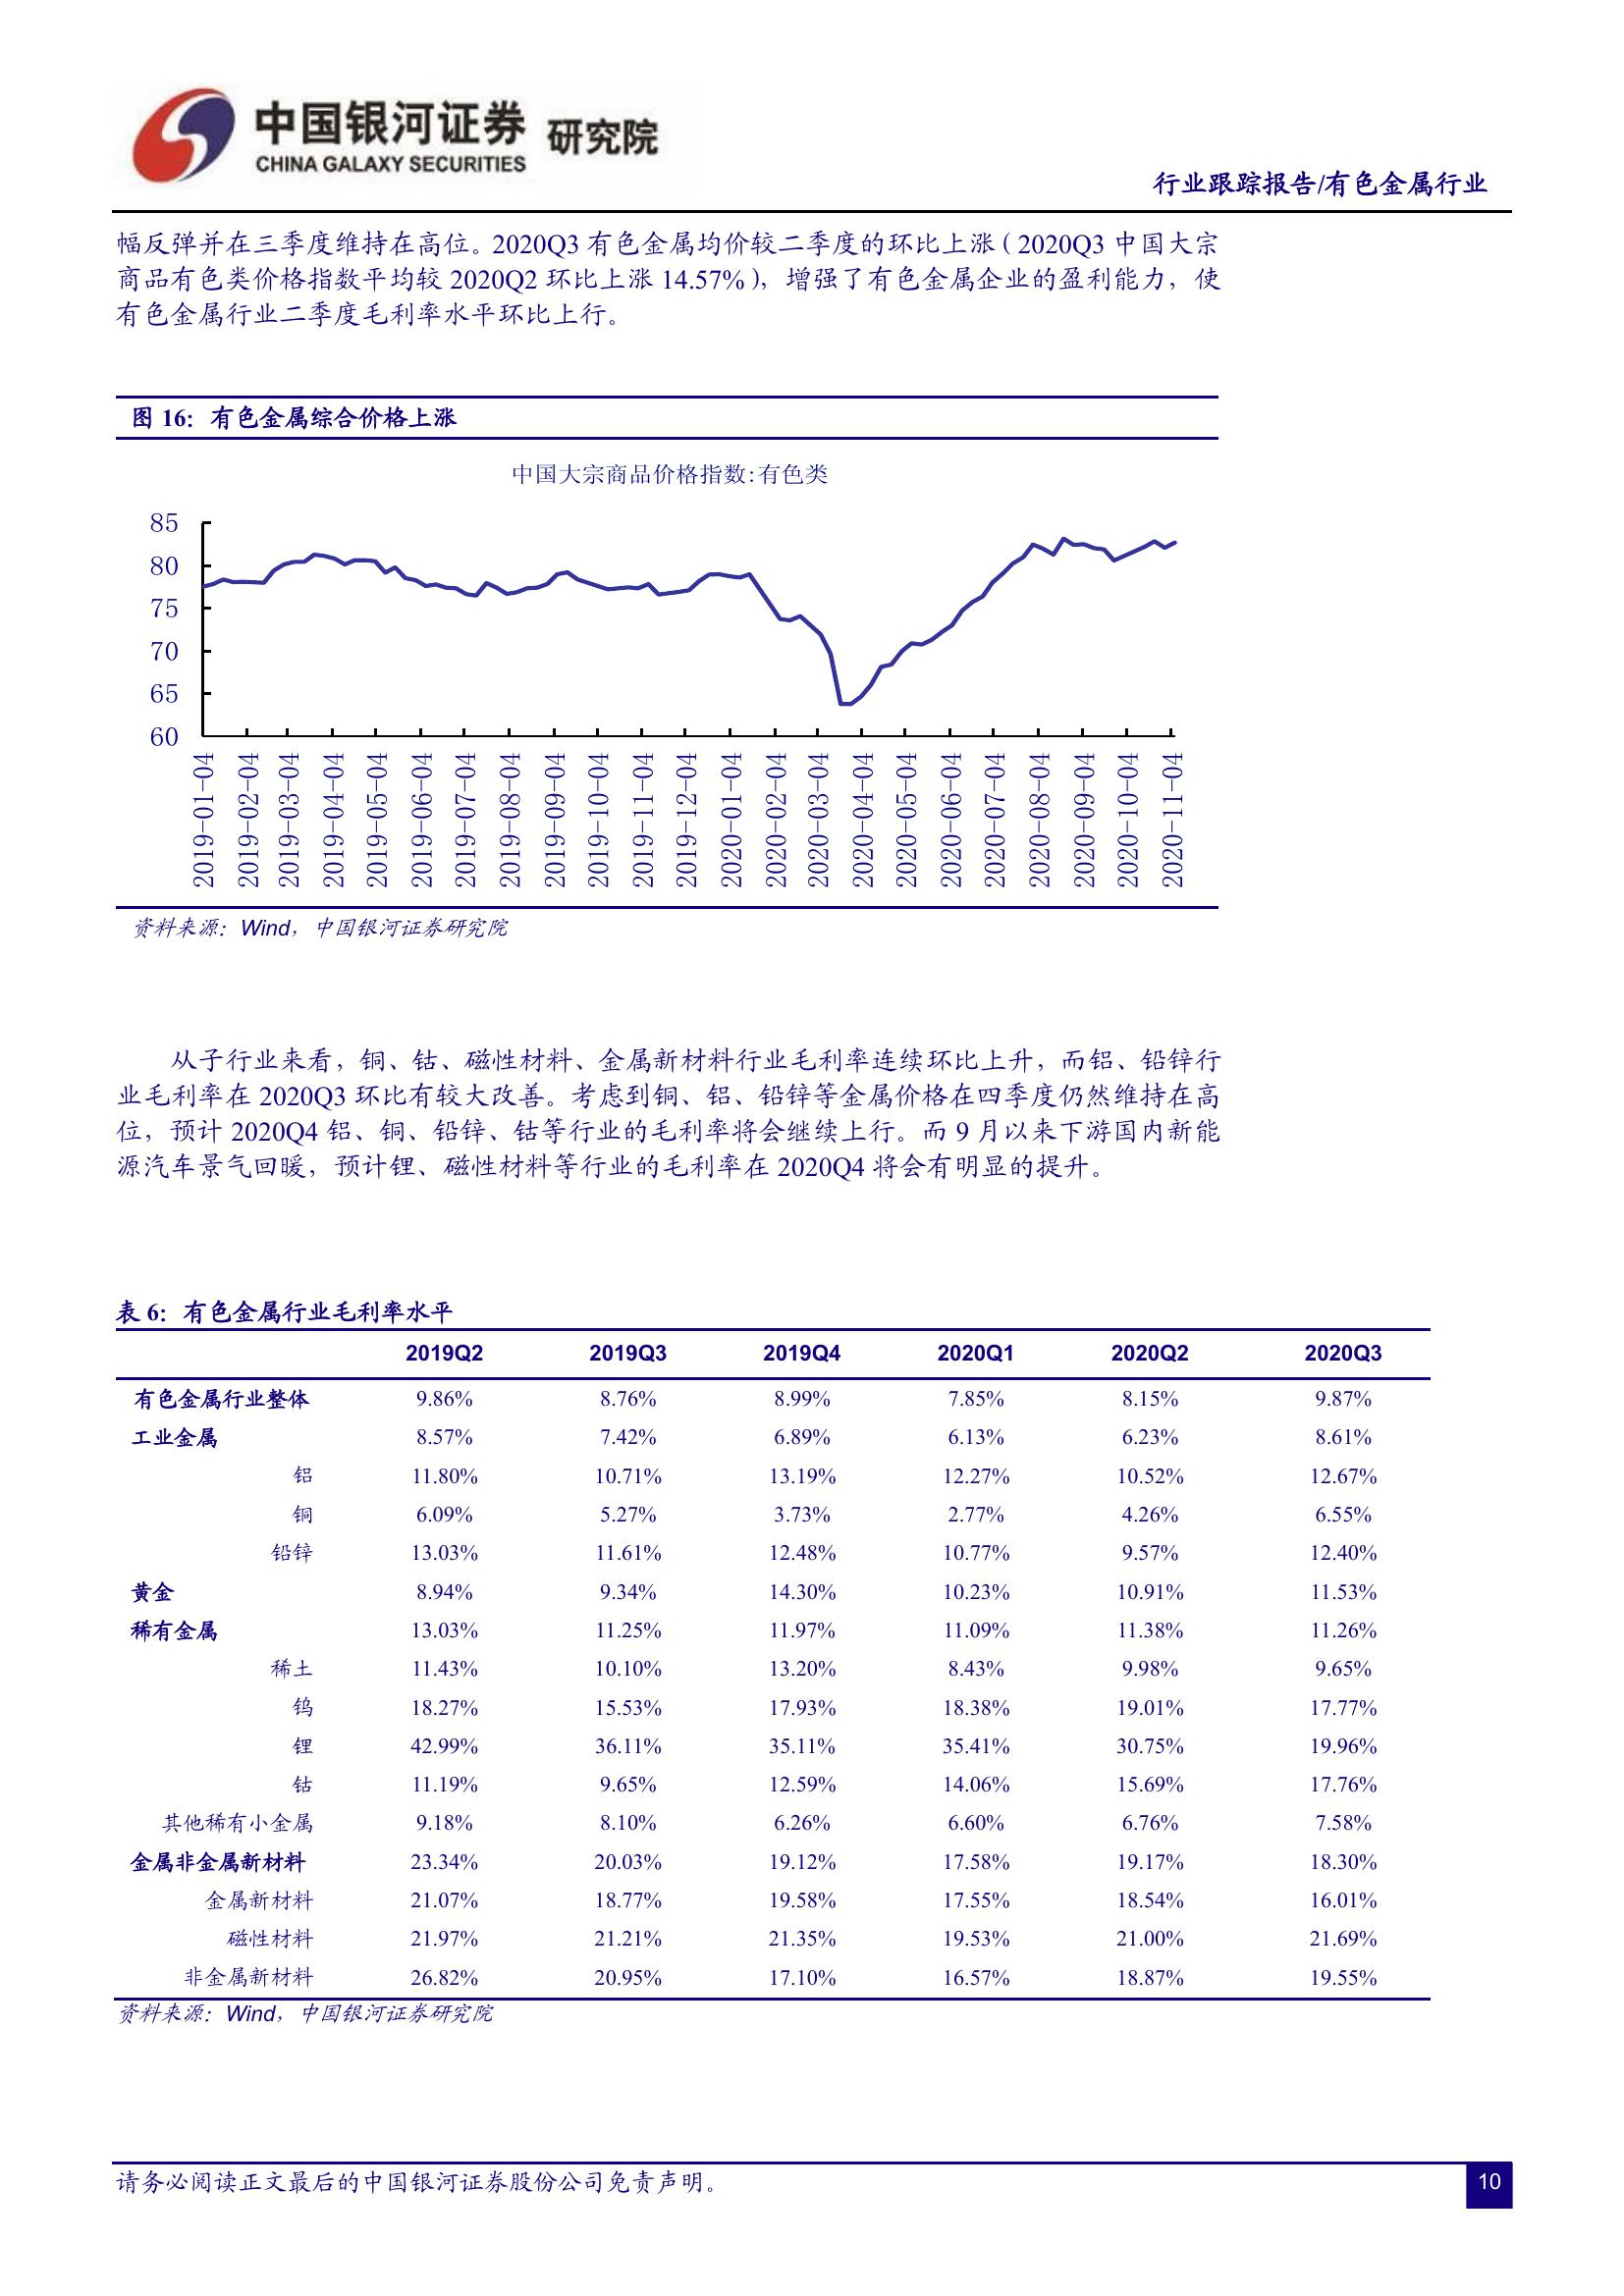 中国银河证券 研究院
CHINA GALAXY SECURITIES
行业跟踪报告/有色金属行业
幅反弹并在三季度维持在高位。2020Q3 有色金属均价较二季度的环比上涨（2020Q3 中国大宗
商品有色类价格指数平均较 2020Q2 环比上涨 14.57%），增强了有色金属企业的盈利能力，使
有色金属行业二季度毛利率水平环比上行。
图 16：有色金属综合价格上涨
中国大宗商品价格指数:有色类
85
80
75
70
65
60
2019-01-04 2019-02-04 2019-03-04 2019-04-04 2019-05-04 2019-06-04 2019-07-04 2019-08-04 2019-09-04 2019-10-04 2019-11-04 2019-12-04 2020-01-04 2020-02-04 2020-03-04 2020-04-04 2020-05-04 2020-06-04 2020-07-04 2020-08-04 2020-09-04 2020-10-04 2020-11-04
资料来源：Wind，中国银河证券研究院
从子行业来看，铜、钴、磁性材料、金属新材料行业毛利率连续环比上升，而铝、铅锌行
业毛利率在 2020Q3 环比有较大改善。考虑到铜、铝、铅锌等金属价格在四季度仍然维持在高
位，预计 2020Q4 铝、铜、铅锌、钴等行业的毛利率将会继续上行。而 9 月以来下游国内新能
源汽车景气回暖，预计锂、磁性材料等行业的毛利率在 2020Q4 将会有明显的提升。
表 6：有色金属行业毛利率水平
2019Q2 2019Q3 2019Q4 2020Q1 2020Q2 2020Q3
有色金属行业整体 9.86% 8.76% 8.99% 7.85% 8.15% 9.87%
工业金属 8.57% 7.42% 6.89% 6.13% 6.23% 8.61%
铝 11.80% 10.71% 13.19% 12.27% 10.52% 12.67%
铜 6.09% 5.27% 3.73% 2.77% 4.26% 6.55%
铅锌 13.03% 11.61% 12.48% 10.77% 9.57% 12.40%
黄金 8.94% 9.34% 14.30% 10.23% 10.91% 11.53%
稀有金属 13.03% 11.25% 11.97% 11.09% 11.38% 11.26%
稀土 11.43% 10.10% 13.20% 8.43% 9.98% 9.65%
钨 18.27% 15.53% 17.93% 18.38% 19.01% 17.77%
锂 42.99% 36.11% 35.11% 35.41% 30.75% 19.96%
钴 11.19% 9.65% 12.59% 14.06% 15.69% 17.76%
其他稀有小金属 9.18% 8.10% 6.26% 6.60% 6.76% 7.58%
金属非金属新材料 23.34% 20.03% 19.12% 17.58% 19.17% 18.30%
金属新材料 21.07% 18.77% 19.58% 17.55% 18.54% 16.01%
磁性材料 21.97% 21.21% 21.35% 19.53% 21.00% 21.69%
非金属新材料 26.82% 20.95% 17.10% 16.57% 18.87% 19.55%
资料来源：Wind，中国银河证券研究院
请务必阅读正文最后的中国银河证券股份公司免责声明。
10